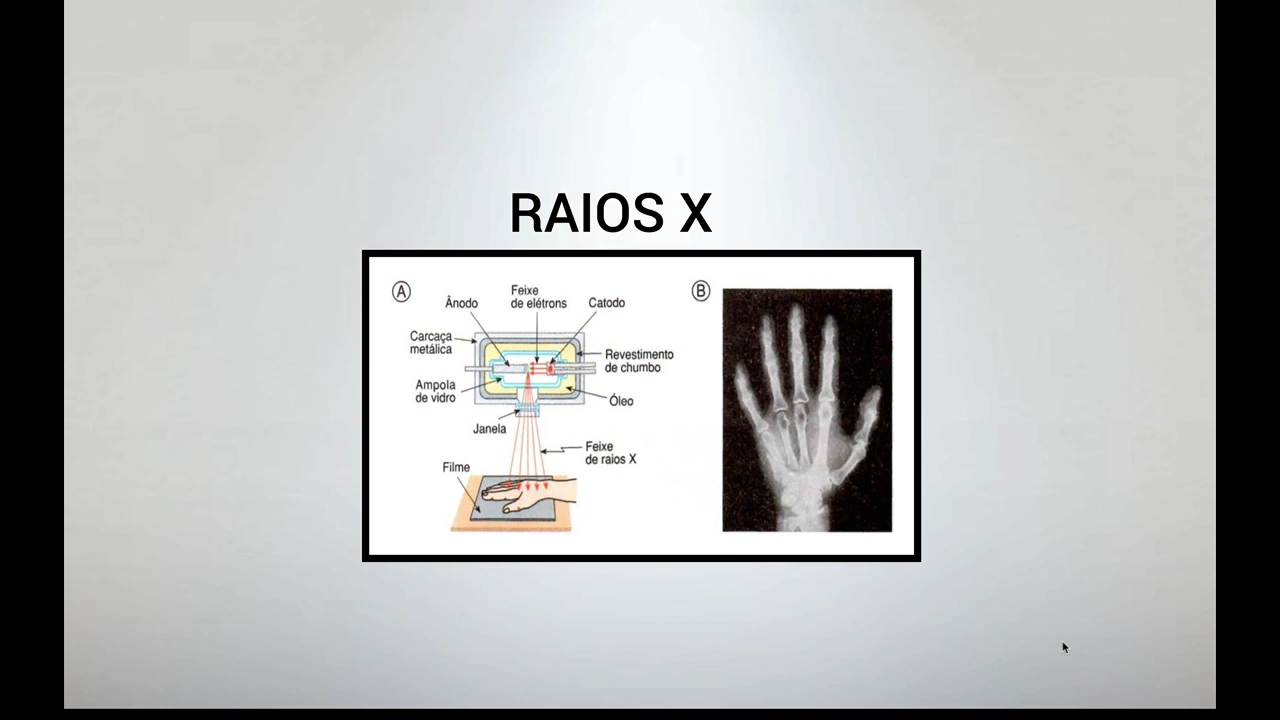 RAIOS X
A
Ânodo
Feixe
de elétrons
Catodo
Carcaça
metálica
Revestimento
de chumbo
Ampola
de vidro
Óleo
Janela
Feixe
de raios X
Filme
B